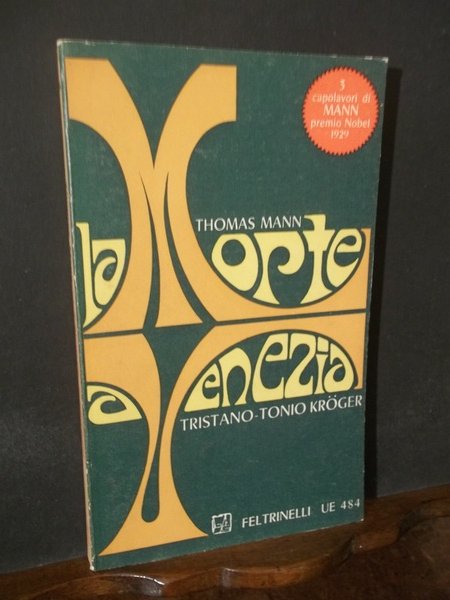 3
capolavori di
MANN
premio Nobel
1929
THOMAS MANN
la Morte
a Venezia
TRISTANO-TONIO KRÖGER
FELTRINELLI UE 484